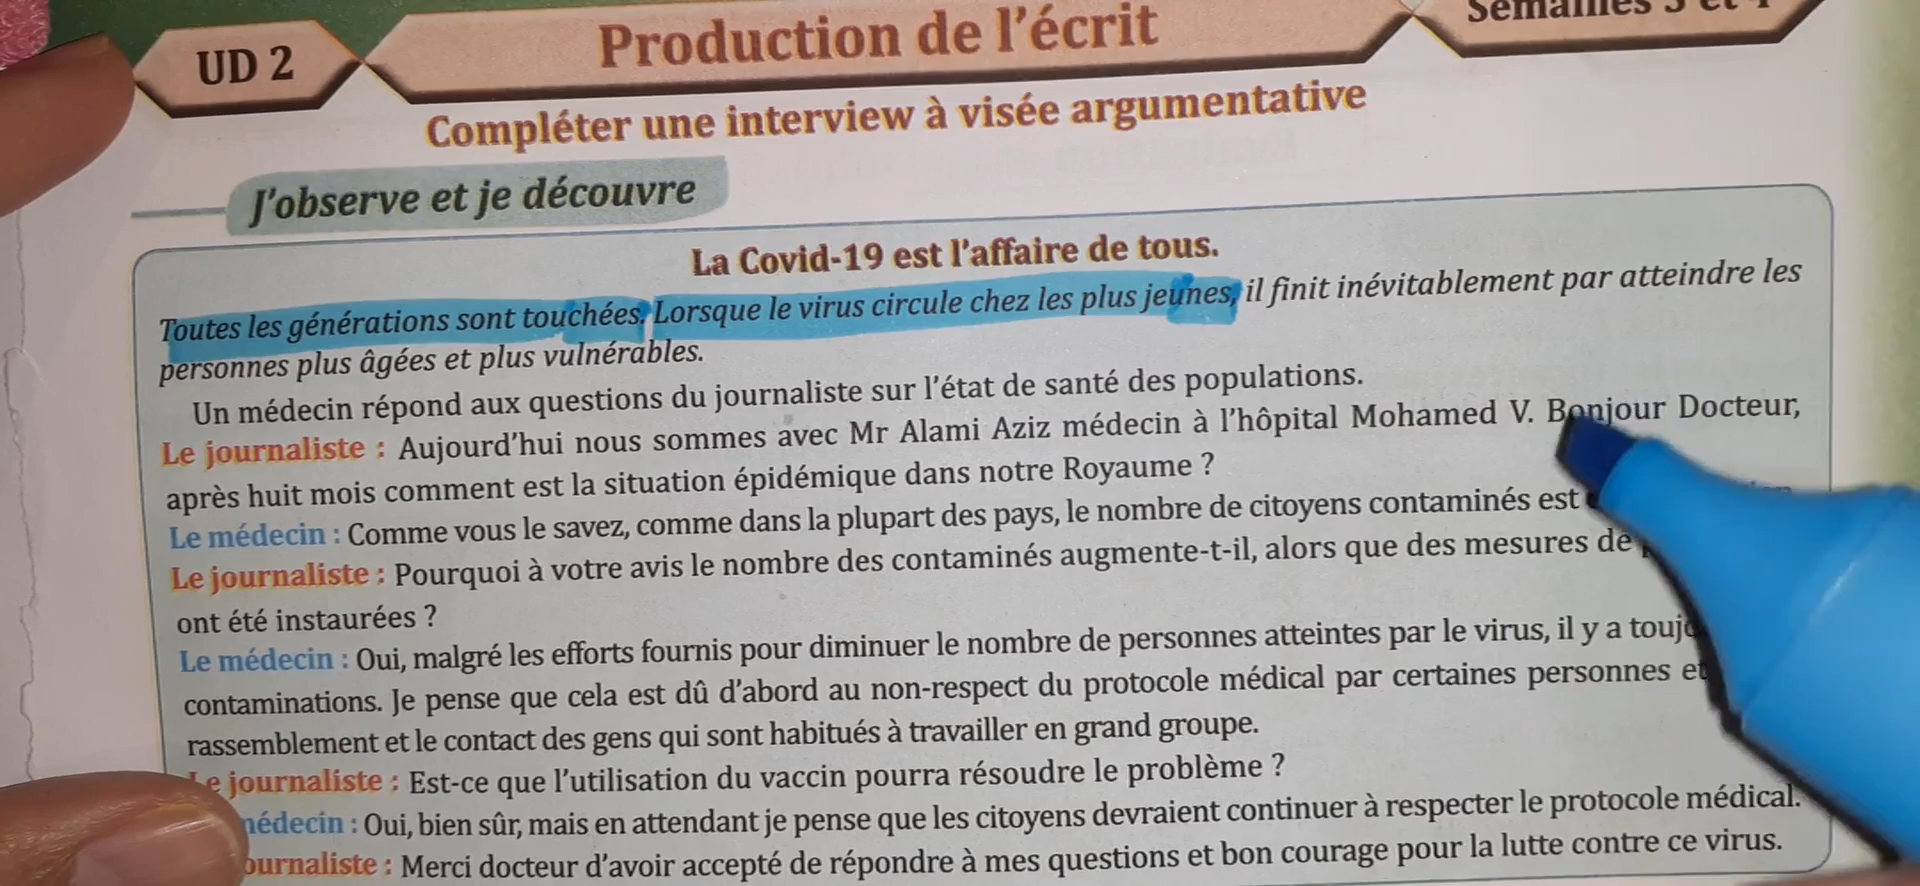 UD 2
Production de l'écrit
Semaines 3 et 4
Compléter une interview à visée argumentative
J'observe et je découvre
La Covid-19 est l'affaire de tous.
Toutes les générations sont touchées. Lorsque le virus circule chez les plus jeunes, il finit inévitablement par atteindre les
personnes plus âgées et plus vulnérables.
Un médecin répond aux questions du journaliste sur l'état de santé des populations.
Le journaliste : Aujourd'hui nous sommes avec Mr Alami Aziz médecin à l'hôpital Mohamed V. Bonjour Docteur,
après huit mois comment est la situation épidémique dans notre Royaume ?
Le médecin : Comme vous le savez, comme dans la plupart des pays, le nombre de citoyens contaminés est
Le journaliste : Pourquoi à votre avis le nombre des contaminés augmente-t-il, alors que des mesures de
ont été instaurées ?
Le médecin : Oui, malgré les efforts fournis pour diminuer le nombre de personnes atteintes par le virus, il y a
contaminations. Je pense que cela est dû d'abord au non-respect du protocole médical par certaines personnes et
rassemblement et le contact des gens qui sont habitués à travailler en grand groupe.
Le journaliste : Est-ce que l'utilisation du vaccin pourra résoudre le problème ?
médecin : Oui, bien sûr, mais en attendant je pense que les citoyens devraient continuer à respecter le protocole médical.
journaliste : Merci docteur d'avoir accepté de répondre à mes questions et bon courage pour la lutte contre ce virus.